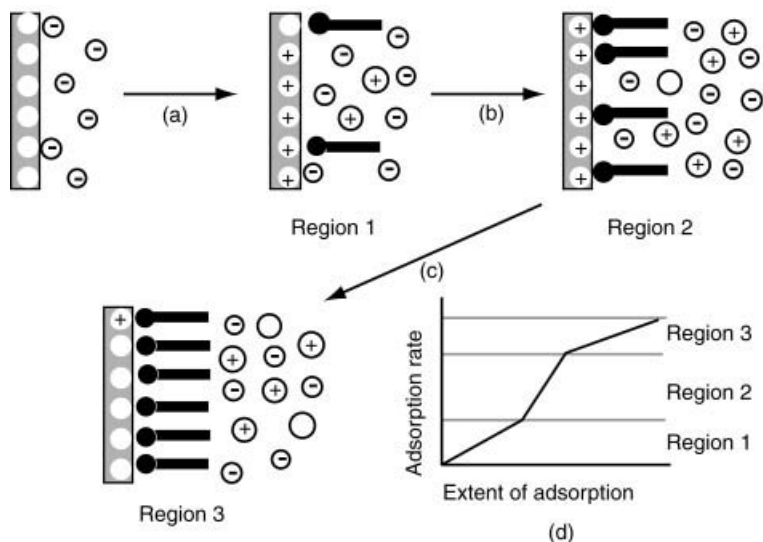 (a)
(b)
Region 1
Region 2
(c)
Region 3
Adsorption rate
Region 3
Region 2
Region 1
Extent of adsorption
(d)